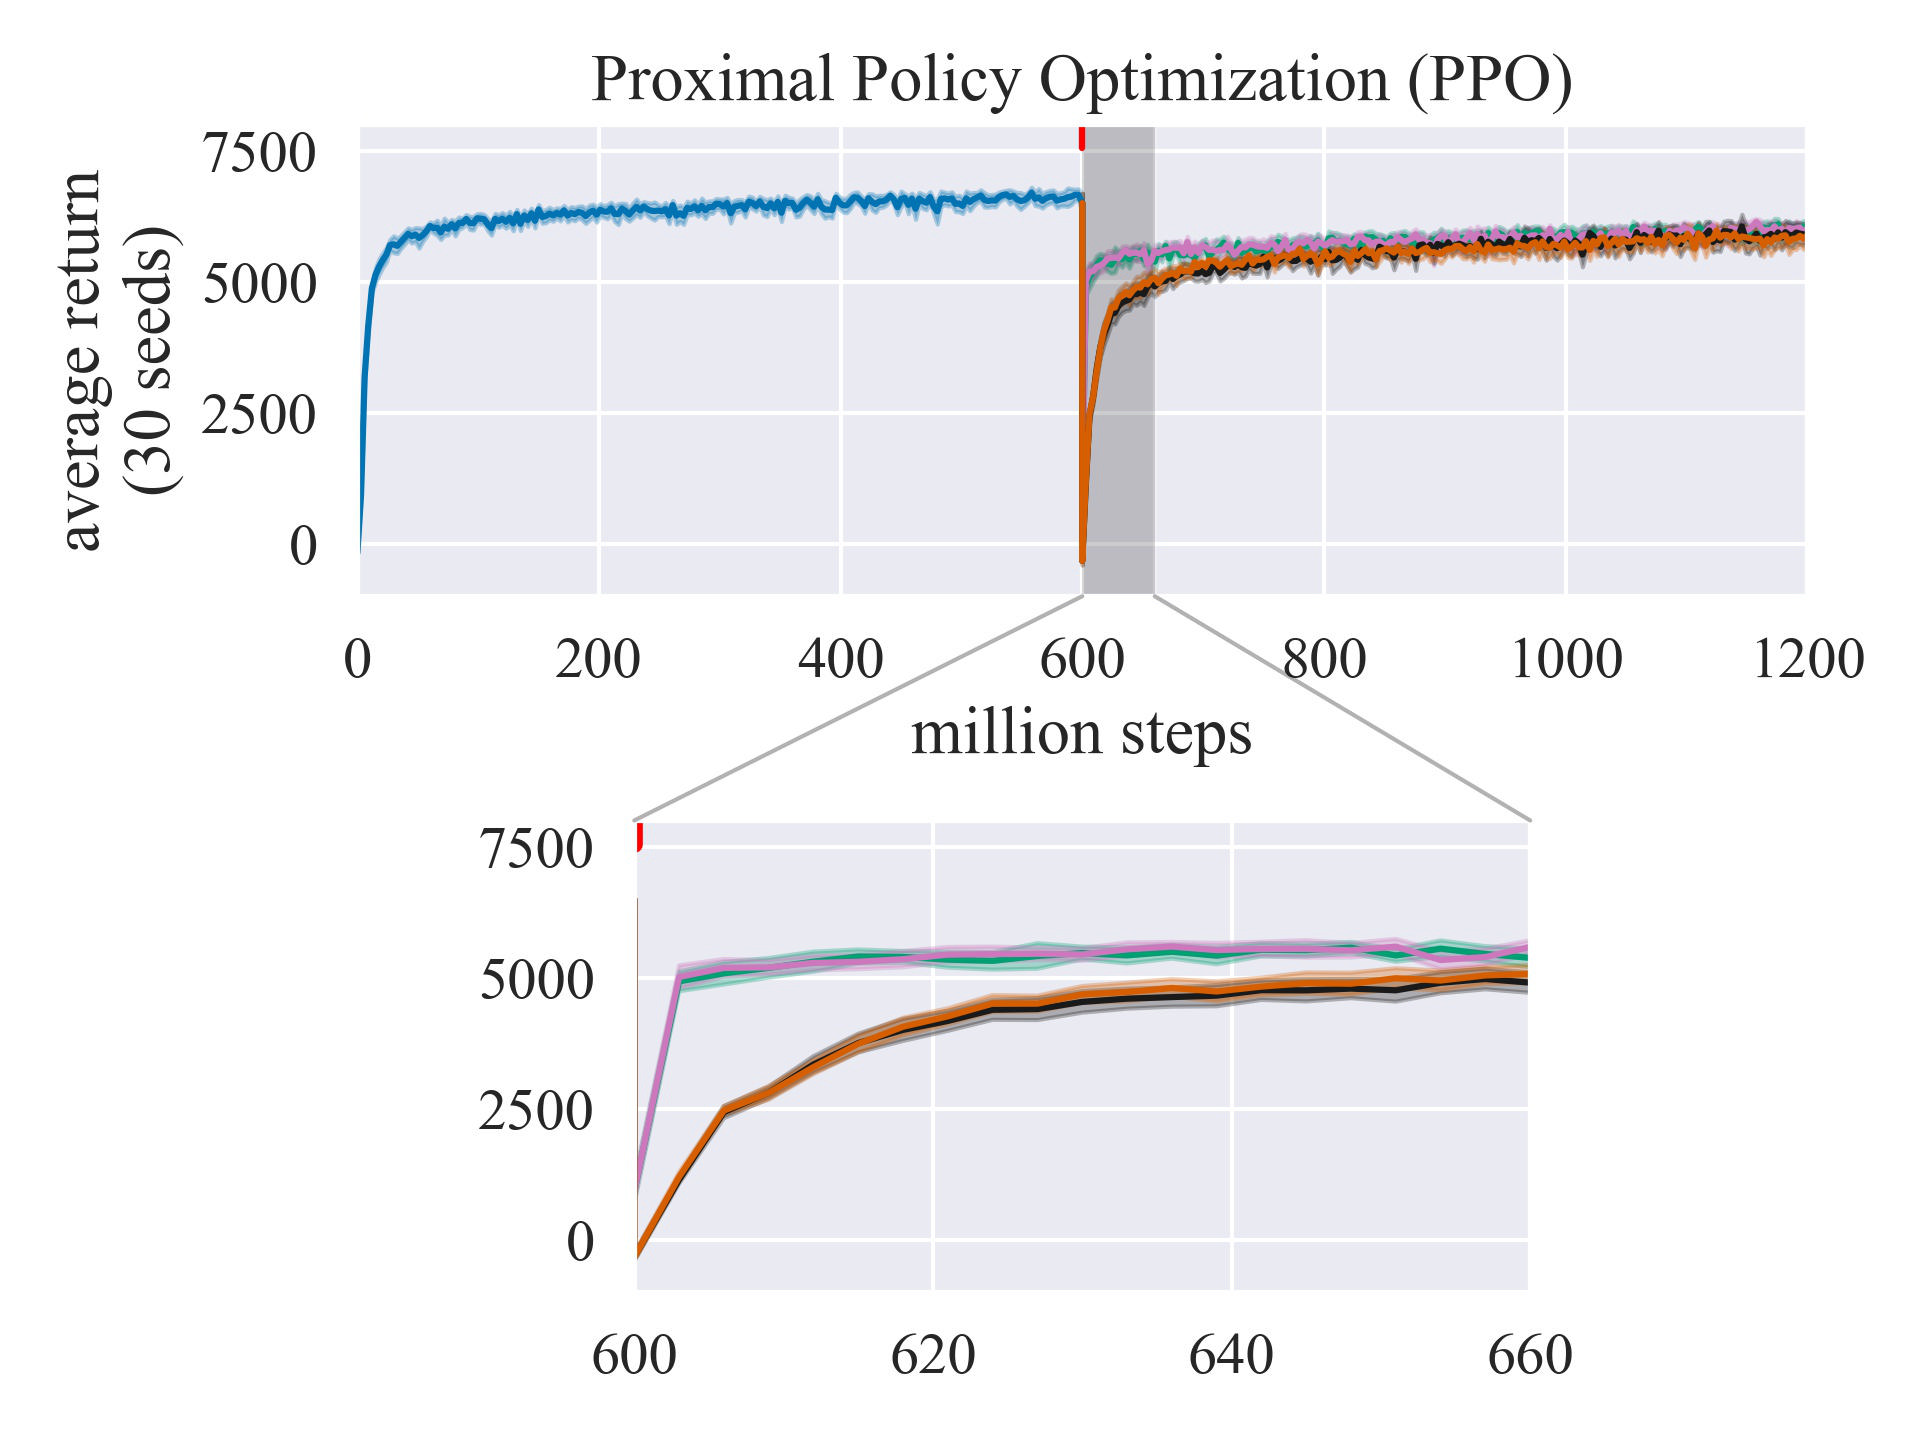 Proximal Policy Optimization (PPO)
average return
(30 seeds)
7500
5000
2500
0
0 200 400 600 800 1000 1200
million steps
7500
5000
2500
0
600 620 640 660